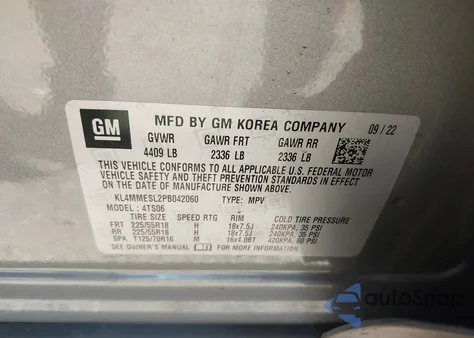 GM
MFD BY GM KOREA COMPANY 09/22
GVWR GAWR FRT GAWR RR
4409 LB 2336 LB 2336 LB
THIS VEHICLE CONFORMS TO ALL APPLICABLE U.S. FEDERAL MOTOR
VEHICLE SAFETY AND THEFT PREVENTION STANDARDS IN EFFECT ON
THE DATE OF MANUFACTURE SHOWN ABOVE.
KL4MMESL2PB042060 TYPE: MPV
MODEL: 4TS06
TIRE SIZE SPEED RTG RIM COLD TIRE PRESSURE
FRT 225/55R18 H 18x7.5J 240KPA, 35 PSI
RR 225/55R18 H 18x7.5J 240KPA, 35 PSI
SPA T125/70R16 M 16x4.0BT 420KPA, 60 PSI
SEE OWNER'S MANUAL FOR MORE INFORMATION
autoSnap